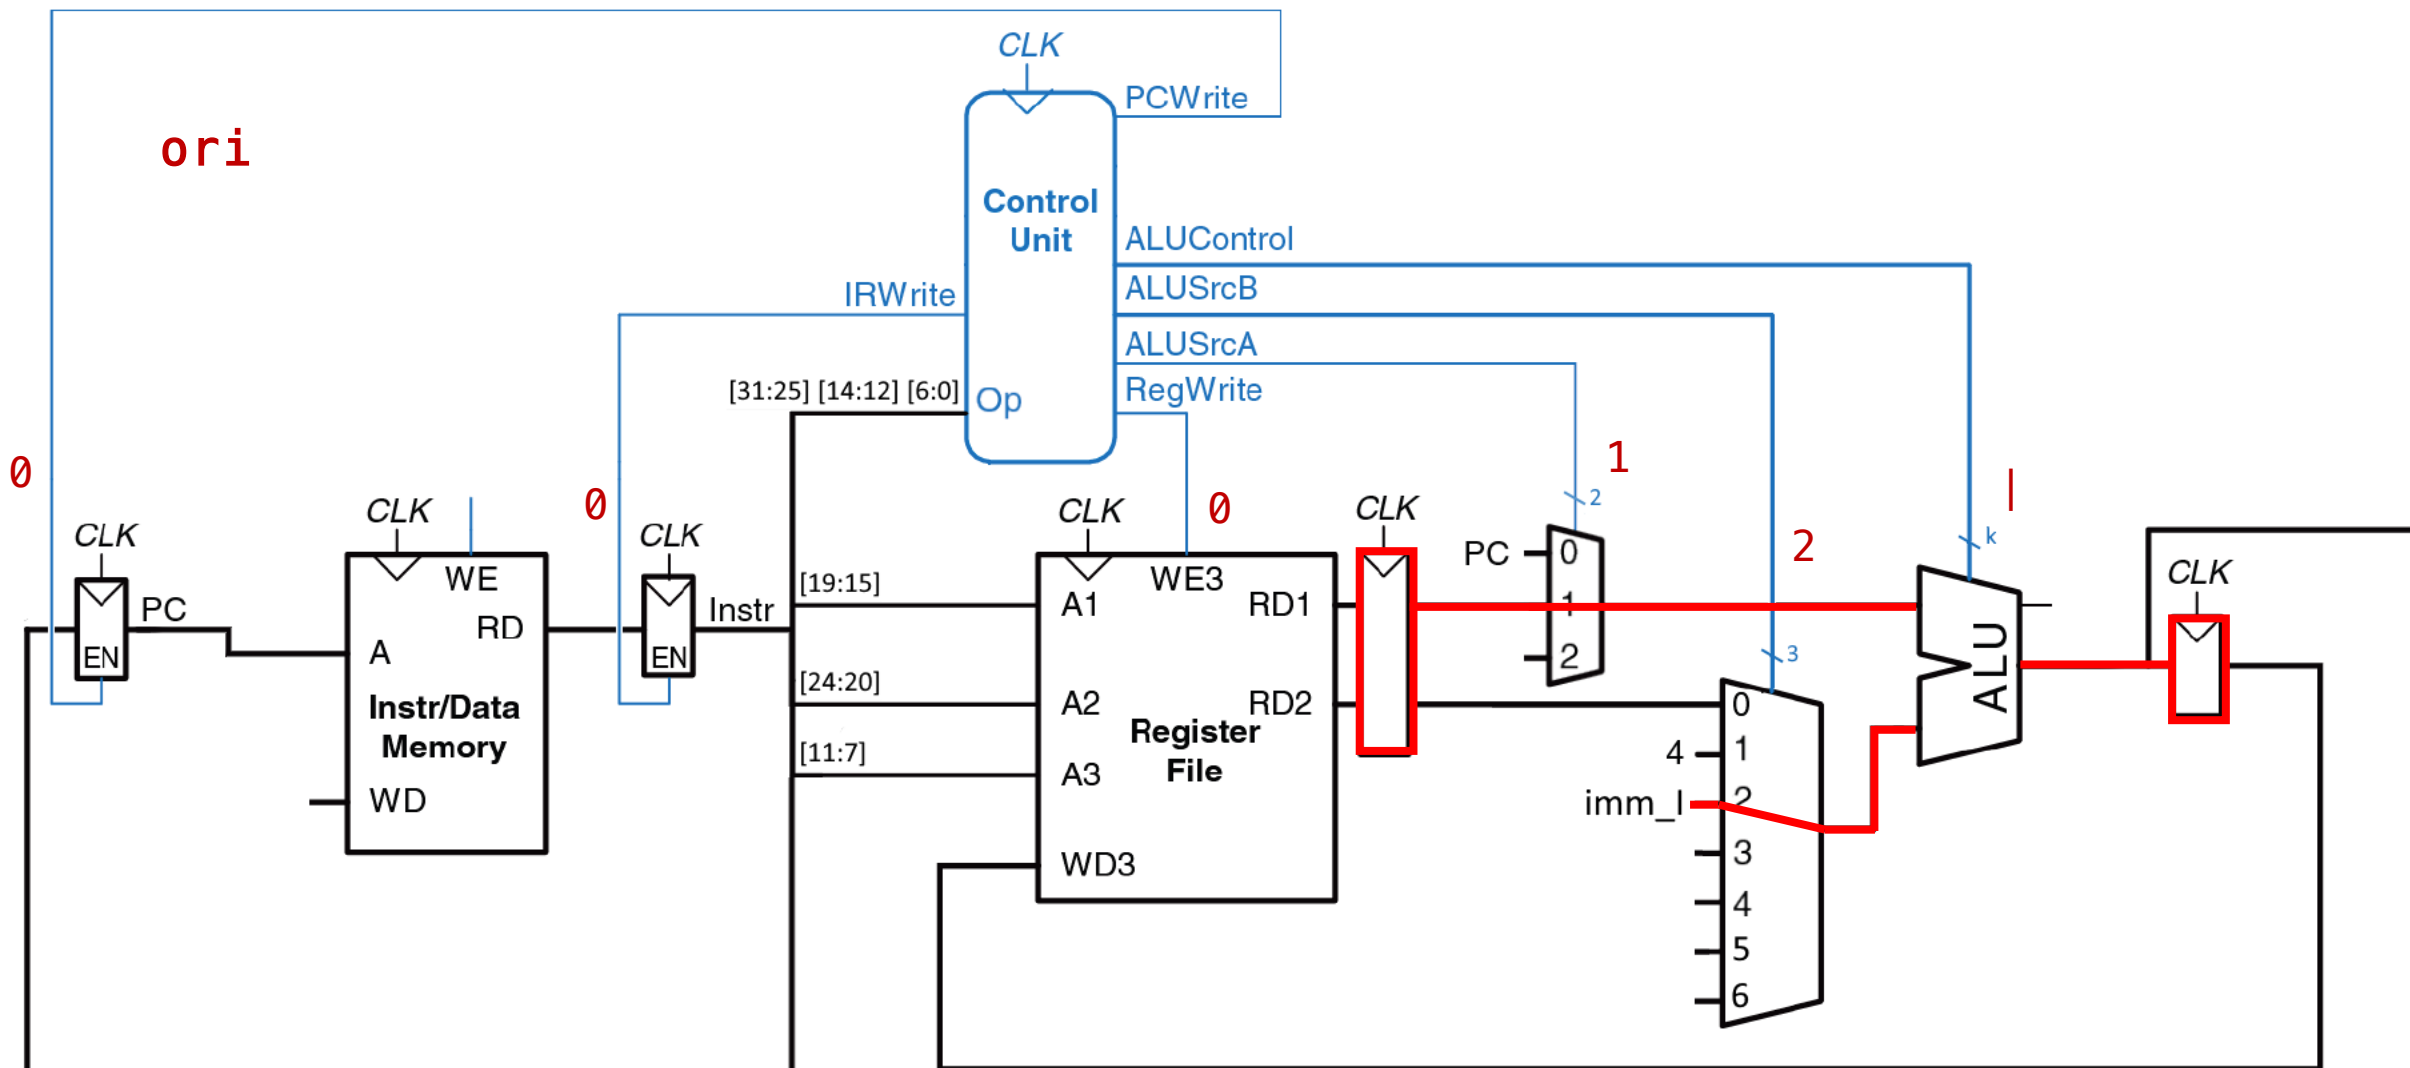 CLK
PCWrite
ori
Control
Unit
ALUControl
IRWrite
ALUSrcB
ALUSrcA
[31:25] [14:12] [6:0]
Op
RegWrite
0
0
0
1
|
2
CLK
CLK
CLK
CLK
CLK
2
k
3
CLK
PC
EN
WE
A
RD
Instr/Data
Memory
WD
Instr
EN
[19:15]
[24:20]
[11:7]
WE3
A1
RD1
A2
RD2
Register
File
A3
WD3
PC
0
1
2
0
4
1
imm_I
2
3
4
5
6
ALU